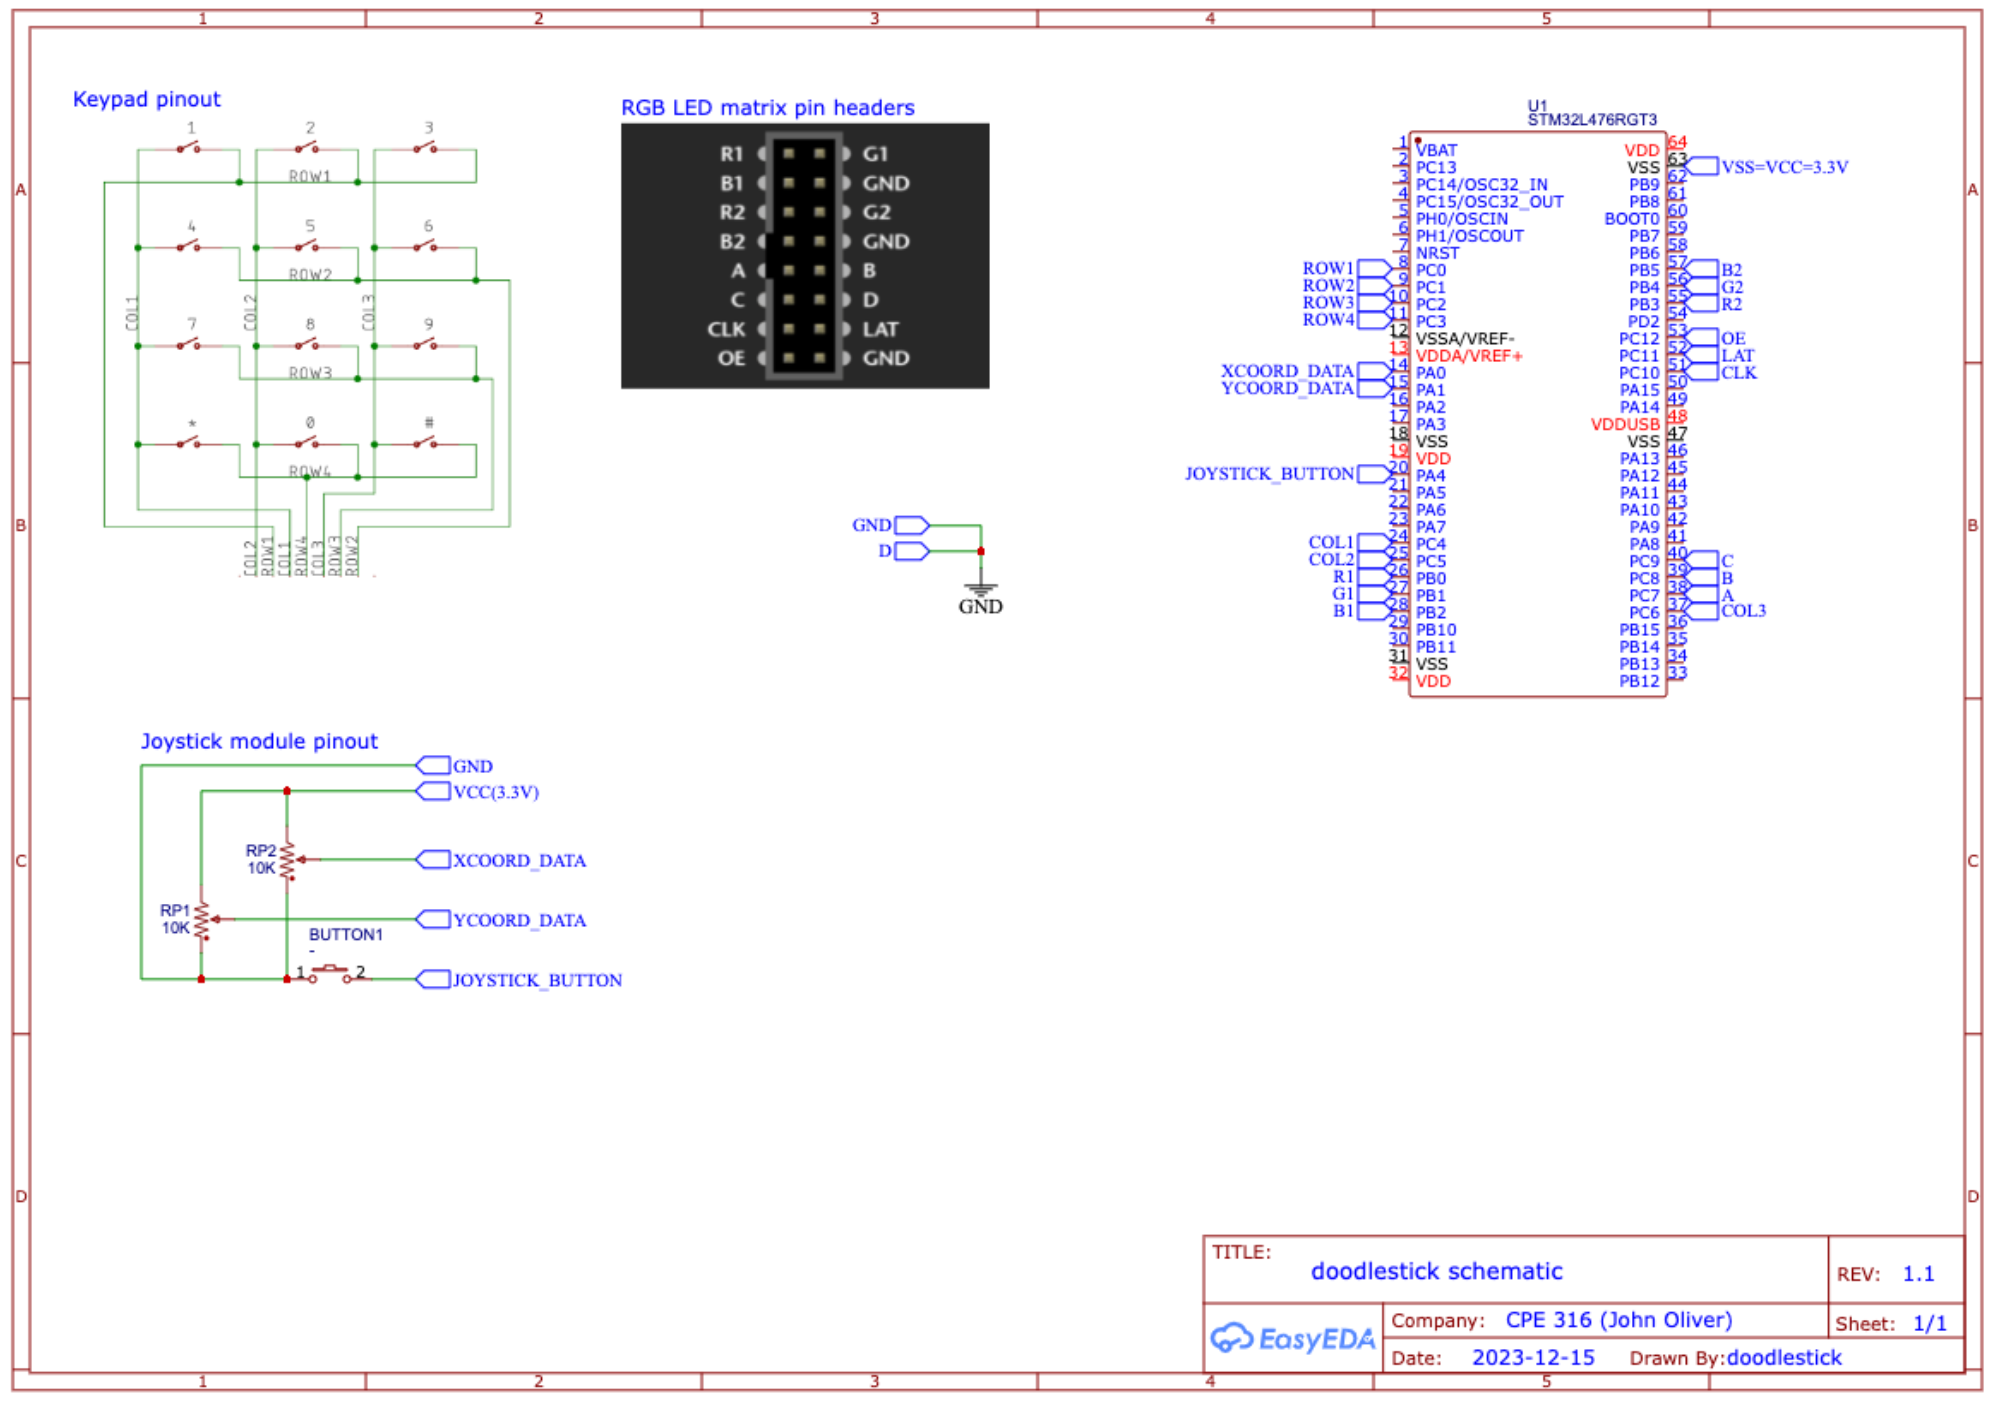 1 2 3 4 5
A
B
C
D
Keypad pinout
1 2 3
ROW1
4 5 6
ROW2
COL1 COL2 COL3
7 8 9
ROW3
* 0 #
ROW4
COL2 ROW1 COL1 ROW4 COL3 ROW3 ROW2
RGB LED matrix pin headers
R1 G1
B1 GND
R2 G2
B2 GND
A B
C D
CLK LAT
OE GND
GND
D
GND
U1
STM32L476RGT3
1 VBAT
2 PC13
3 PC14/OSC32_IN
4 PC15/OSC32_OUT
5 PH0/OSCIN
6 PH1/OSCOUT
7 NRST
ROW1 8 PC0
ROW2 9 PC1
ROW3 10 PC2
ROW4 11 PC3
12 VSSA/VREF-
13 VDDA/VREF+
XCOORD_DATA 14 PA0
YCOORD_DATA 15 PA1
16 PA2
17 PA3
18 VSS
19 VDD
JOYSTICK_BUTTON 20 PA4
21 PA5
22 PA6
23 PA7
COL1 24 PC4
COL2 25 PC5
R1 26 PB0
G1 27 PB1
B1 28 PB2
29 PB10
30 PB11
31 VSS
32 VDD
VDD 64
VSS 63 VSS=VCC=3.3V
PB9 62
PB8 61
BOOT0 60
PB7 59
PB6 58
PB5 57 B2
PB4 56 G2
PB3 55 R2
PD2 54
PC12 53 OE
PC11 52 LAT
PC10 51 CLK
PA15 50
PA14 49
VDDUSB 48
VSS 47
PA13 46
PA12 45
PA11 44
PA10 43
PA9 42
PA8 41
PC9 40 C
PC8 39 B
PC7 38 A
PC6 37 COL3
PB15 36
PB14 35
PB13 34
PB12 33
Joystick module pinout
GND
VCC(3.3V)
RP2
10K
XCOORD_DATA
RP1
10K
YCOORD_DATA
BUTTON1
-
1 2
JOYSTICK_BUTTON
TITLE:
doodlestick schematic
REV: 1.1
EasyEDA
Company: CPE 316 (John Oliver)
Sheet: 1/1
Date: 2023-12-15 Drawn By:doodlestick
A
B
C
D
1 2 3 4 5